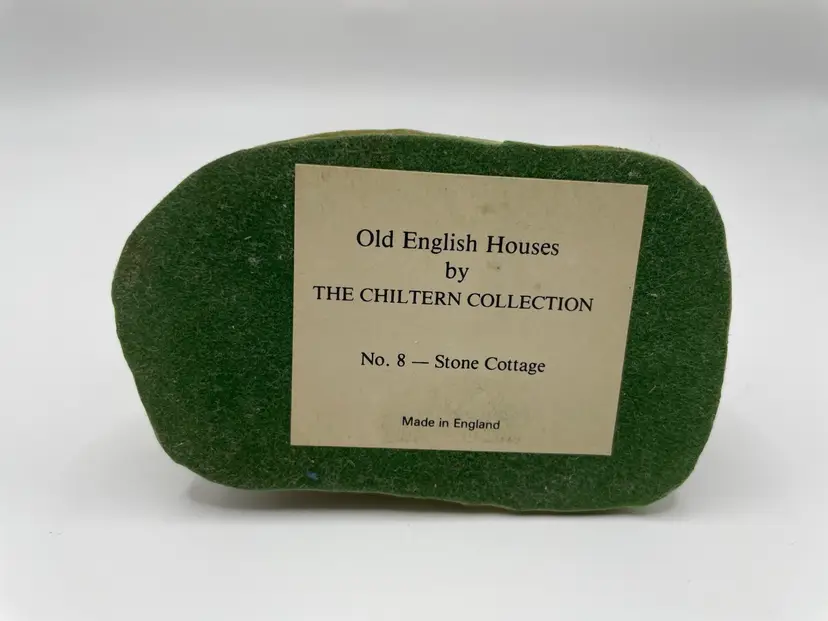 Old English Houses
by
THE CHILTERN COLLECTION
No. 8 — Stone Cottage
Made in England